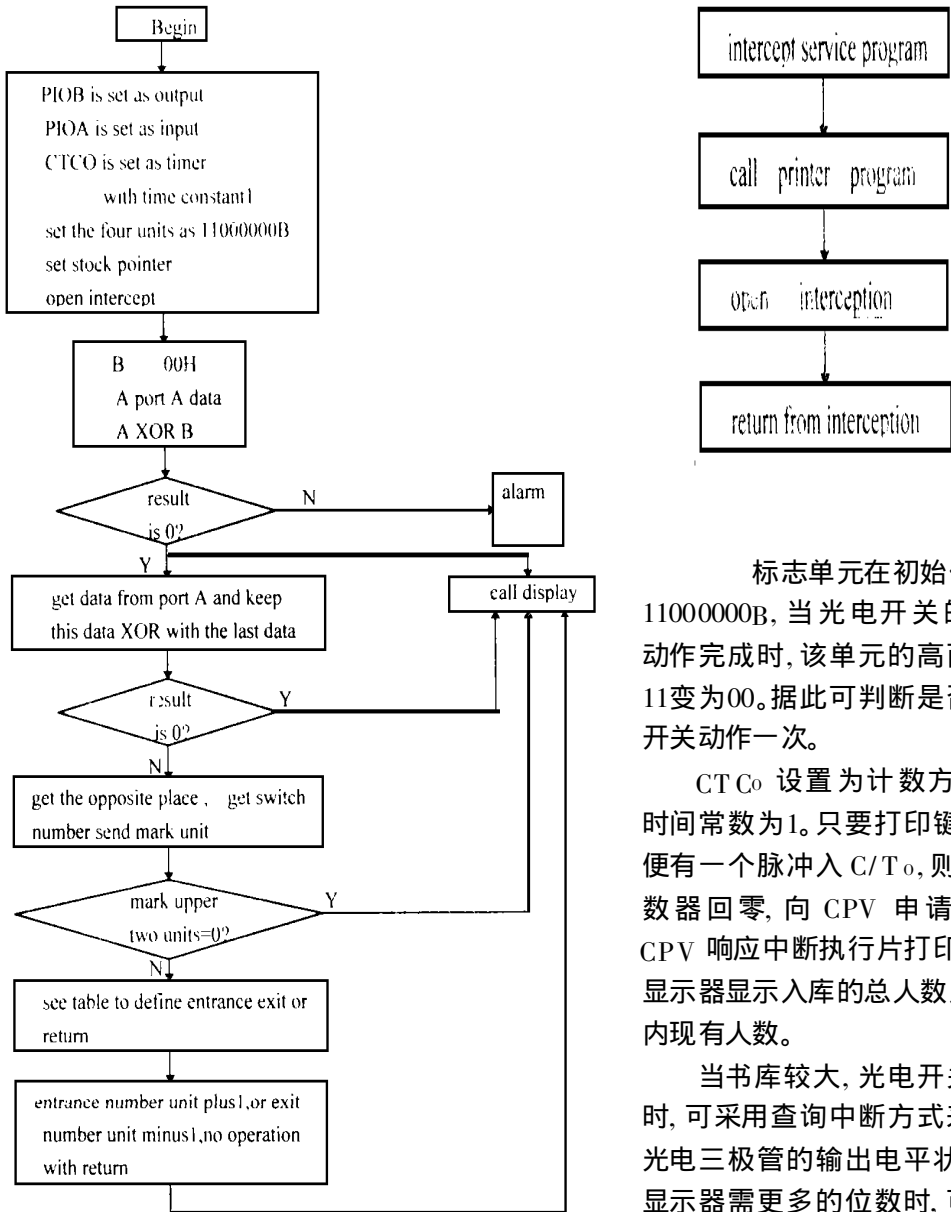 Begin
PIOB is set as output
PIOA is set as input
CTCO is set as timer
with time constant1
set the four units as 11000000B
set stock pointer
open intercept
B 00H
A port A data
A XOR B
result
is 0?
N
alarm
Y
get data from port A and keep
this data XOR with the last data
call display
result
is 0?
Y
N
get the opposite place , get switch
number send mark unit
mark upper
two units=0?
Y
N
see table to define entrance exit or
return
entrance number unit plus1,or exit
number unit minus1,no operation
with return
intercept service program
call printer program
open interception
return from interception
标志单元在初始
11000000B, 当光电开关
动作完成时, 该单元的高
11变为00。据此可判断是
开关动作一次。
CTC0 设置为计数方
时间常数为1。只要打印键
便有一个脉冲入 C/T0, 则
数器回零, 向 CPV 申请
CPV 响应中断执行片打印
显示器显示入库的总人数
内现有人数。
当书库较大, 光电开
时, 可采用查询中断方式
光电三极管的输出电平状
显示器需更多的位数时,